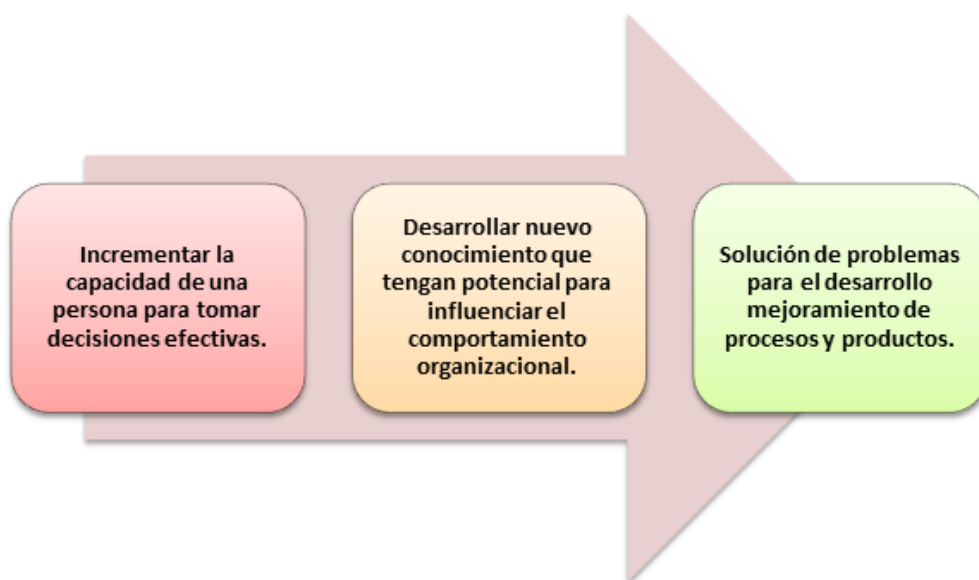 Incrementar la
capacidad de una
persona para tomar
decisiones efectivas.
Desarrollar nuevo
conocimiento que
tengan potencial para
influenciar el
comportamiento
organizacional.
Solución de problemas
para el desarrollo
mejoramiento de
procesos y productos.